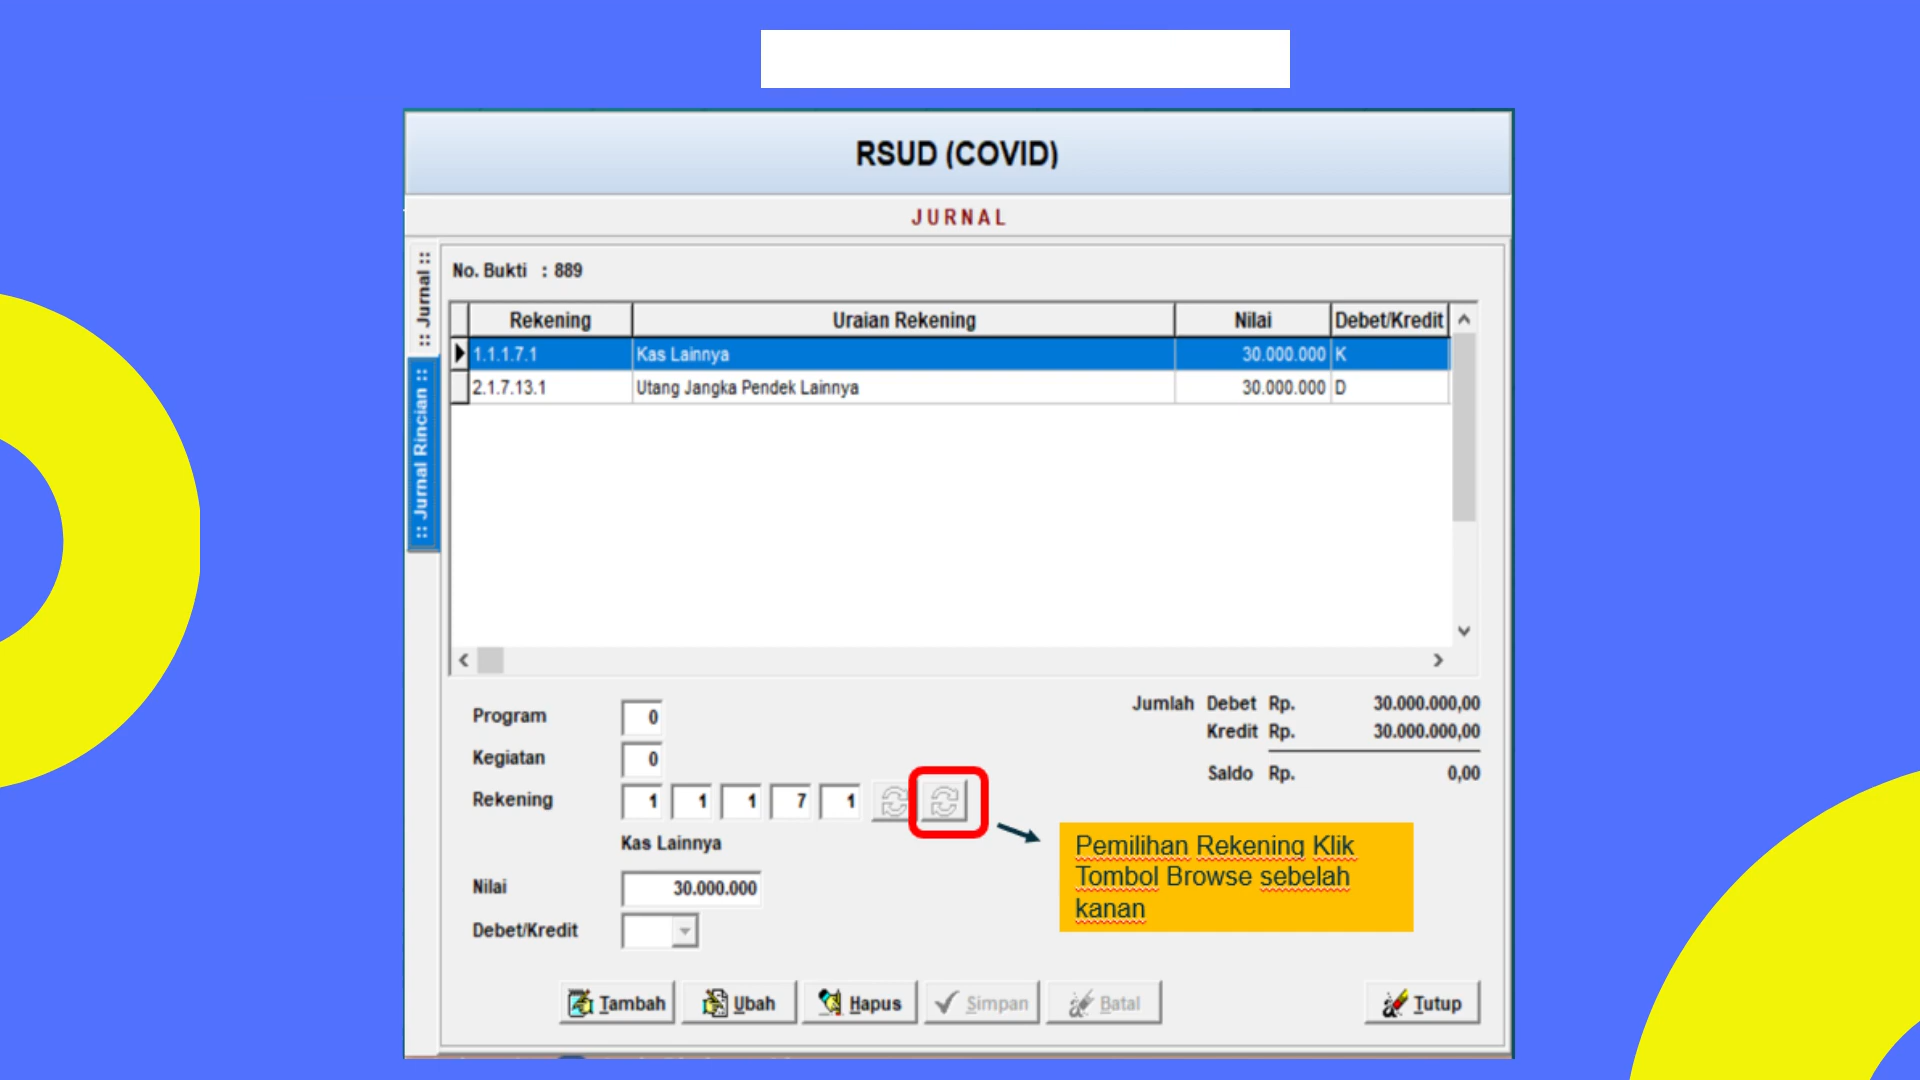 RSUD (COVID)
JURNAL
:: Jurnal ::
:: Jurnal Rincian ::
No. Bukti : 889
Rekening Uraian Rekening Nilai Debet/Kredit
1.1.1.7.1 Kas Lainnya 30.000.000 K
2.1.7.13.1 Utang Jangka Pendek Lainnya 30.000.000 D
Program 0
Kegiatan 0
Rekening 1 1 1 7 1
Kas Lainnya
Nilai 30.000.000
Debet/Kredit
Jumlah Debet Rp. 30.000.000,00
Kredit Rp. 30.000.000,00
Saldo Rp. 0,00
Pemilihan Rekening Klik
Tombol Browse sebelah
kanan
Tambah Ubah Hapus Simpan Batal Tutup